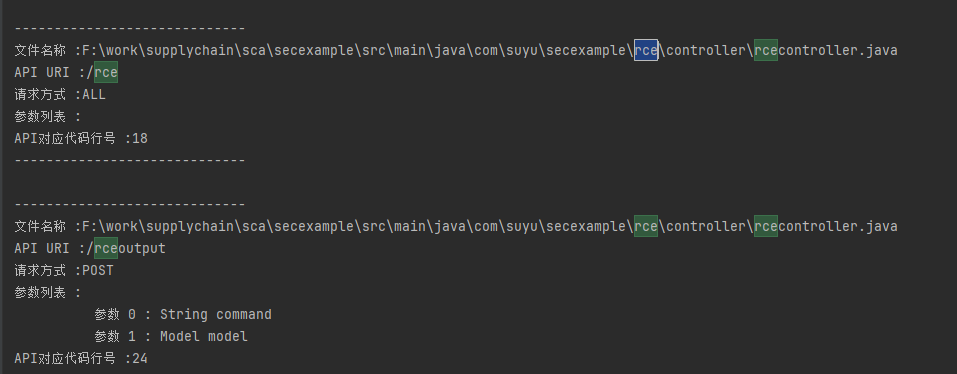 -----------------------------
文件名称 :F:\work\supplychain\sca\secexample\src\main\java\com\suyu\secexample\rce\controller\rcecontroller.java
API URI :/rce
请求方式 :ALL
参数列表 :
API对应代码行号 :18
-----------------------------
-----------------------------
文件名称 :F:\work\supplychain\sca\secexample\src\main\java\com\suyu\secexample\rce\controller\rcecontroller.java
API URI :/rceoutput
请求方式 :POST
参数列表 :
参数 0 : String command
参数 1 : Model model
API对应代码行号 :24